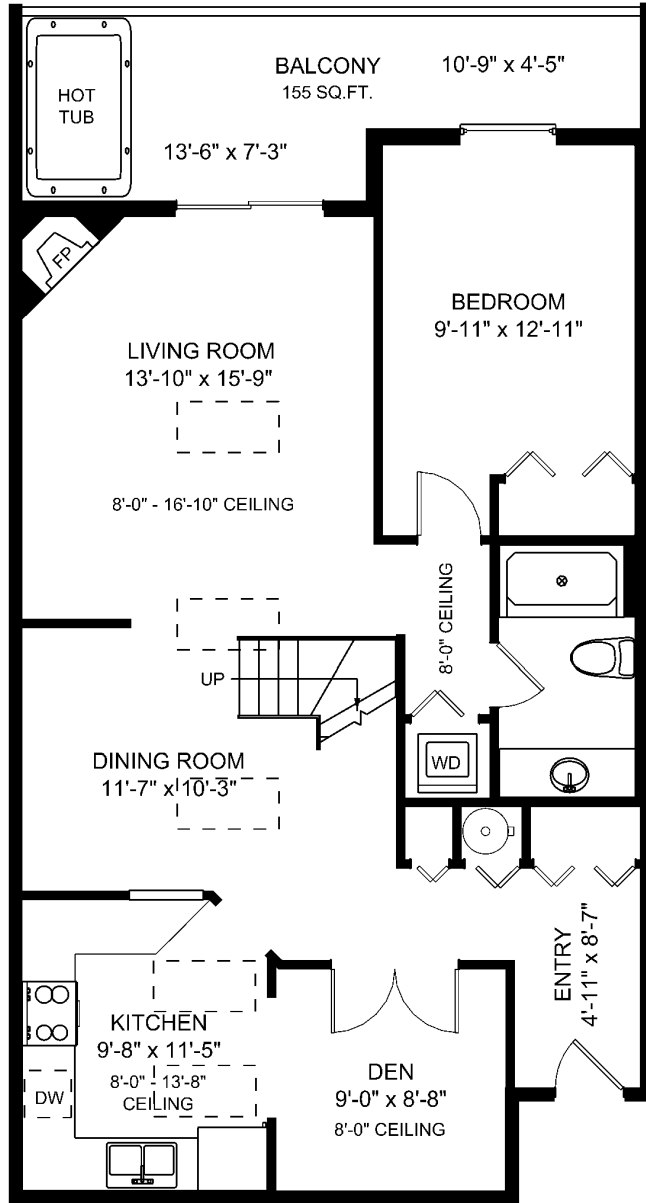 BALCONY
155 SQ.FT.
10'-9" x 4'-5"
HOT
TUB
13'-6" x 7'-3"
FP
BEDROOM
9'-11" x 12'-11"
LIVING ROOM
13'-10" x 15'-9"
8'-0" - 16'-10" CEILING
8'-0" CEILING
UP
WD
DINING ROOM
11'-7" x 10'-3"
ENTRY
4'-11" x 8'-7"
KITCHEN
9'-8" x 11'-5"
8'-0" - 13'-8"
CEILING
DW
DEN
9'-0" x 8'-8"
8'-0" CEILING